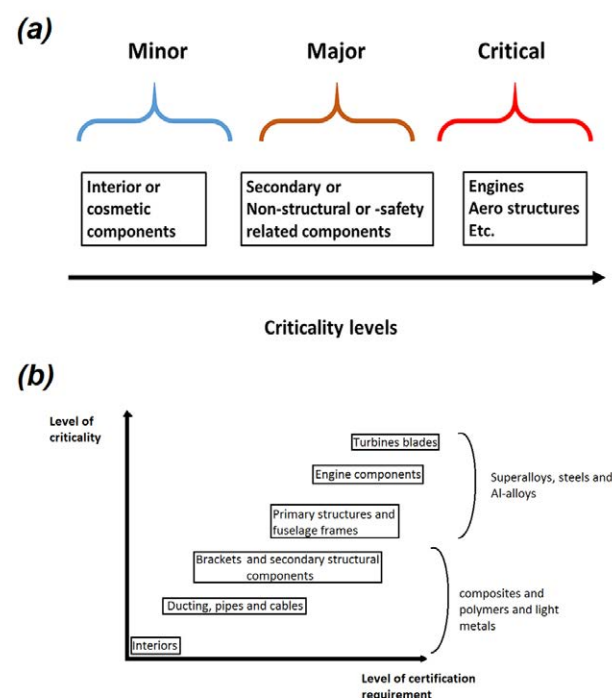 (a)
Minor
Major
Critical
Interior or
cosmetic
components
Secondary or
Non-structural or -safety
related components
Engines
Aero structures
Etc.
Criticality levels
(b)
Level of
criticality
Turbines blades
Engine components
Primary structures and
fuselage frames
Superalloys, steels and
Al-alloys
Brackets and secondary structural
components
Ducting, pipes and cables
Interiors
composites and
polymers and light
metals
Level of certification
requirement